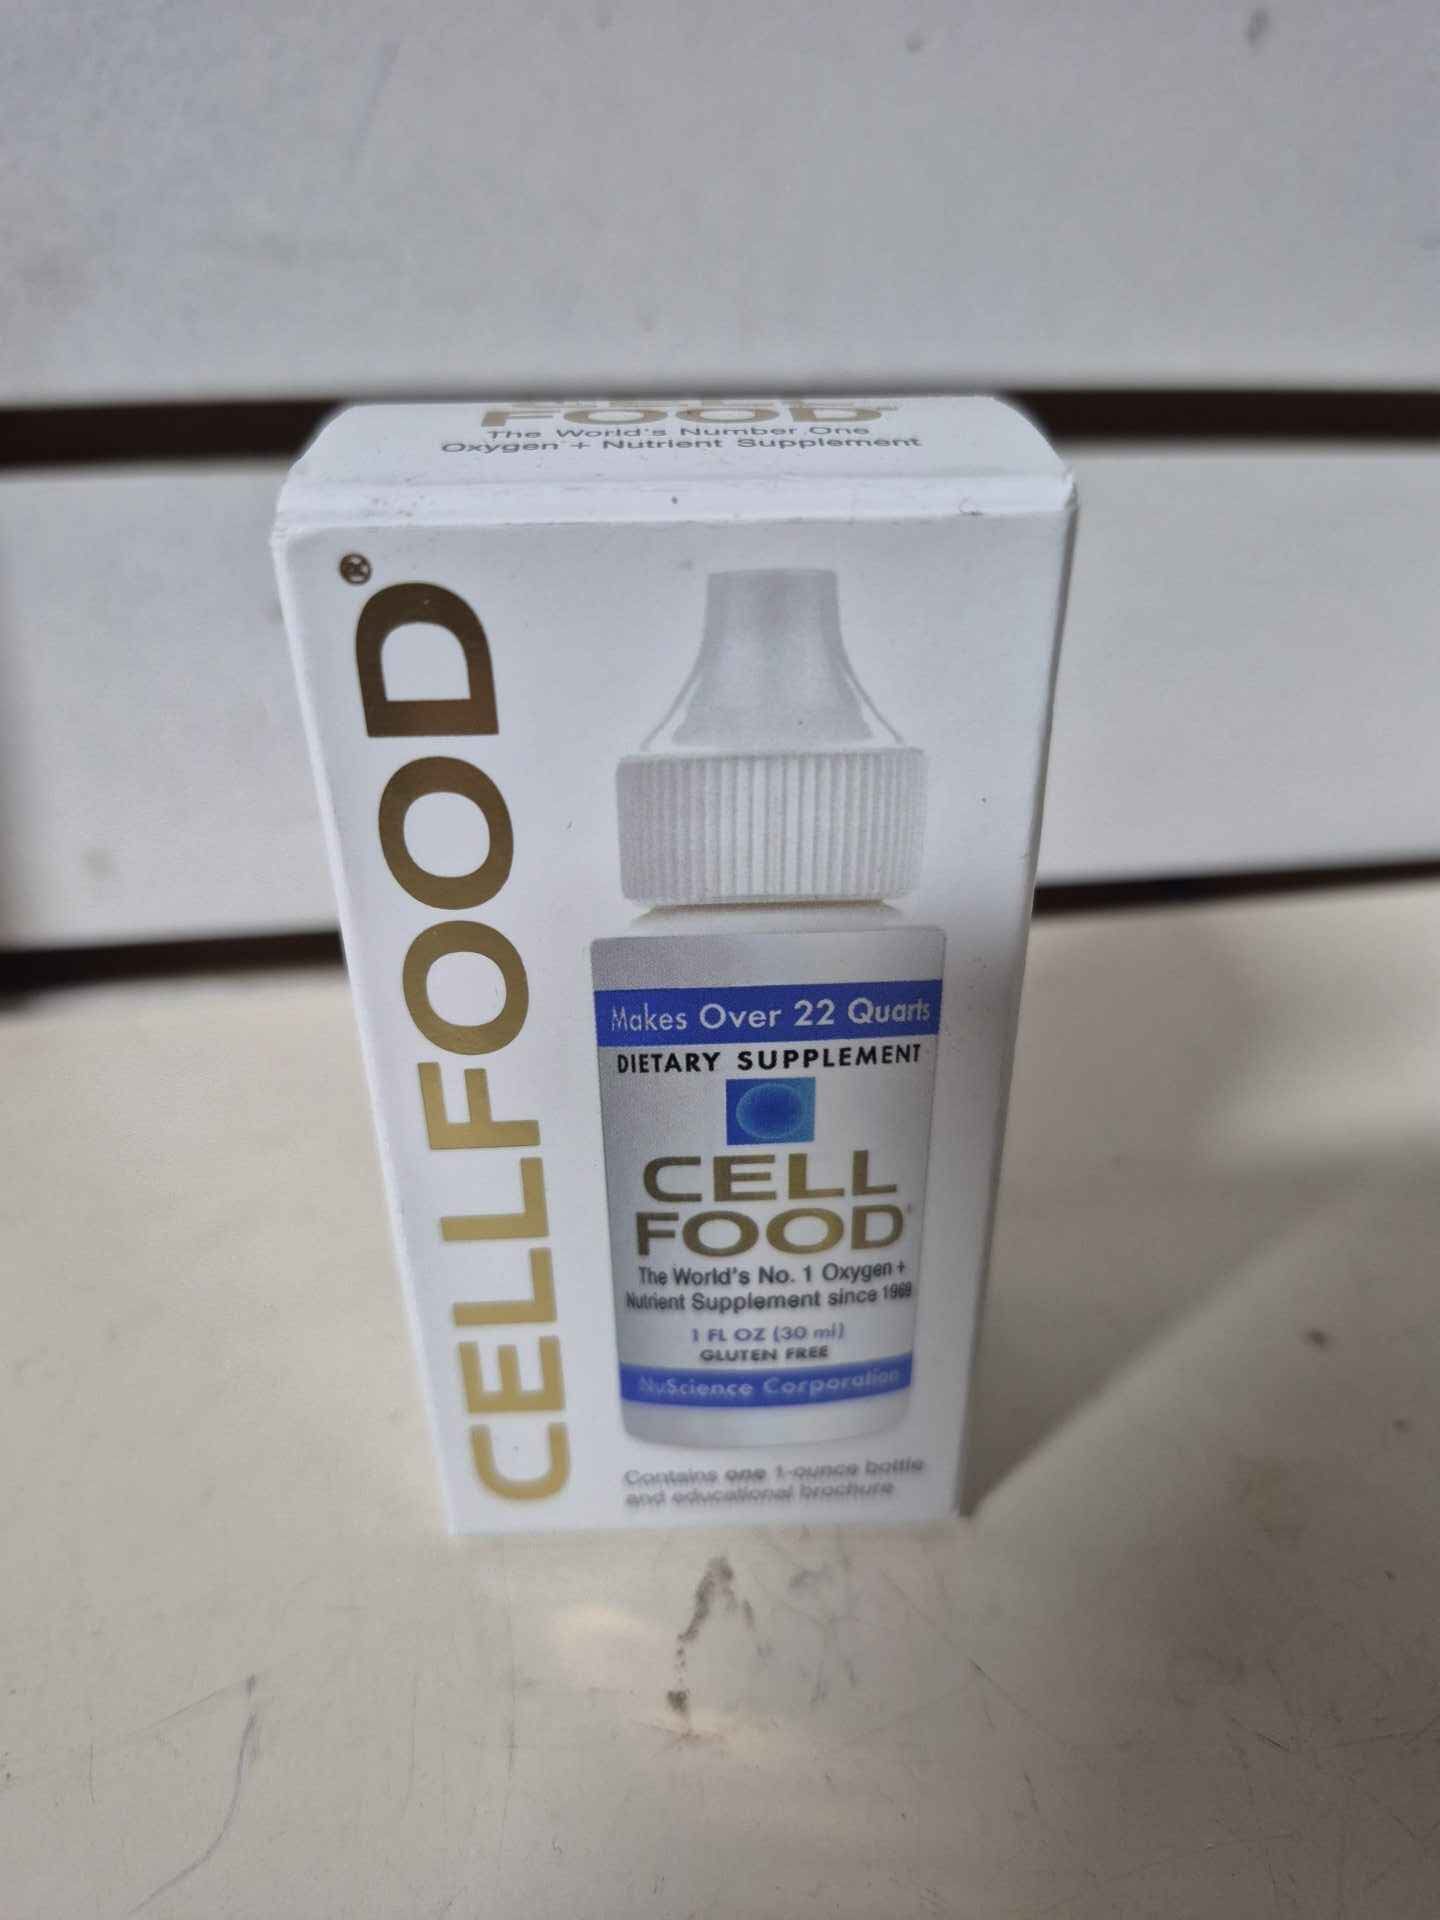 FOOD®
The World's Number One
Oxygen + Nutrient Supplement
CELLFOOD®
Makes Over 22 Quarts
DIETARY SUPPLEMENT
CELL
FOOD®
The World's No. 1 Oxygen +
Nutrient Supplement since 1969
1 FL OZ (30 ml)
GLUTEN FREE
NuScience Corporation
Contains one 1-ounce bottle
and educational brochure